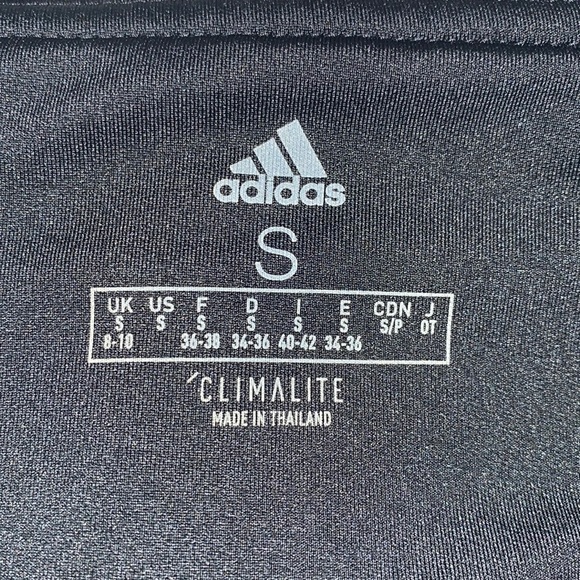 adidas
S
UK US F D I E CDN J
S S S S S S S/P OT
8-10 36-38 34-36 40-42 34-36
CLIMALITE
MADE IN THAILAND